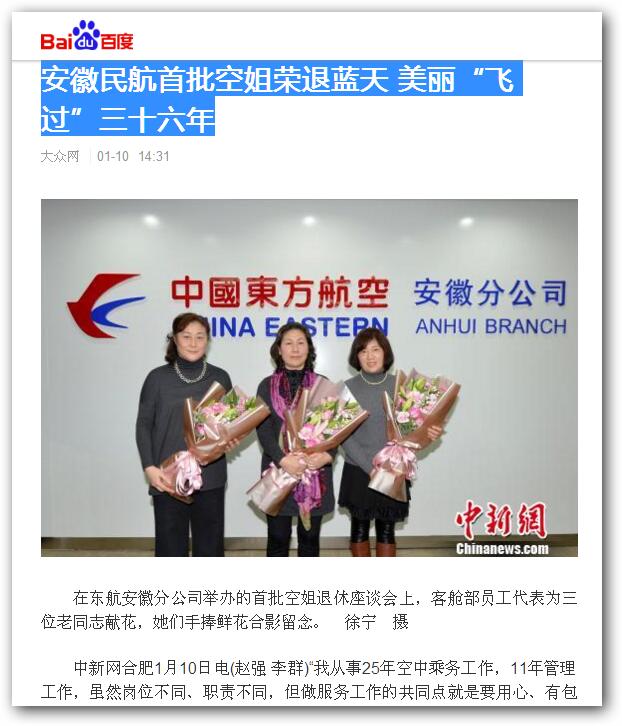 Bai du 百度
安徽民航首批空姐荣退蓝天 美丽“飞
过”三十六年
大众网 01-10 14:31
中國東方航空 安徽分公司
CHINA EASTERN ANHUI BRANCH
中新網
Chinanews.com
在东航安徽分公司举办的首批空姐退休座谈会上，客舱部员工代表为三
位老同志献花，她们手捧鲜花合影留念。 徐宁 摄
中新网合肥1月10日电(赵强 李群)“我从事25年空中乘务工作，11年管理
工作，虽然岗位不同、职责不同，但做服务工作的共同点就是要用心、有包